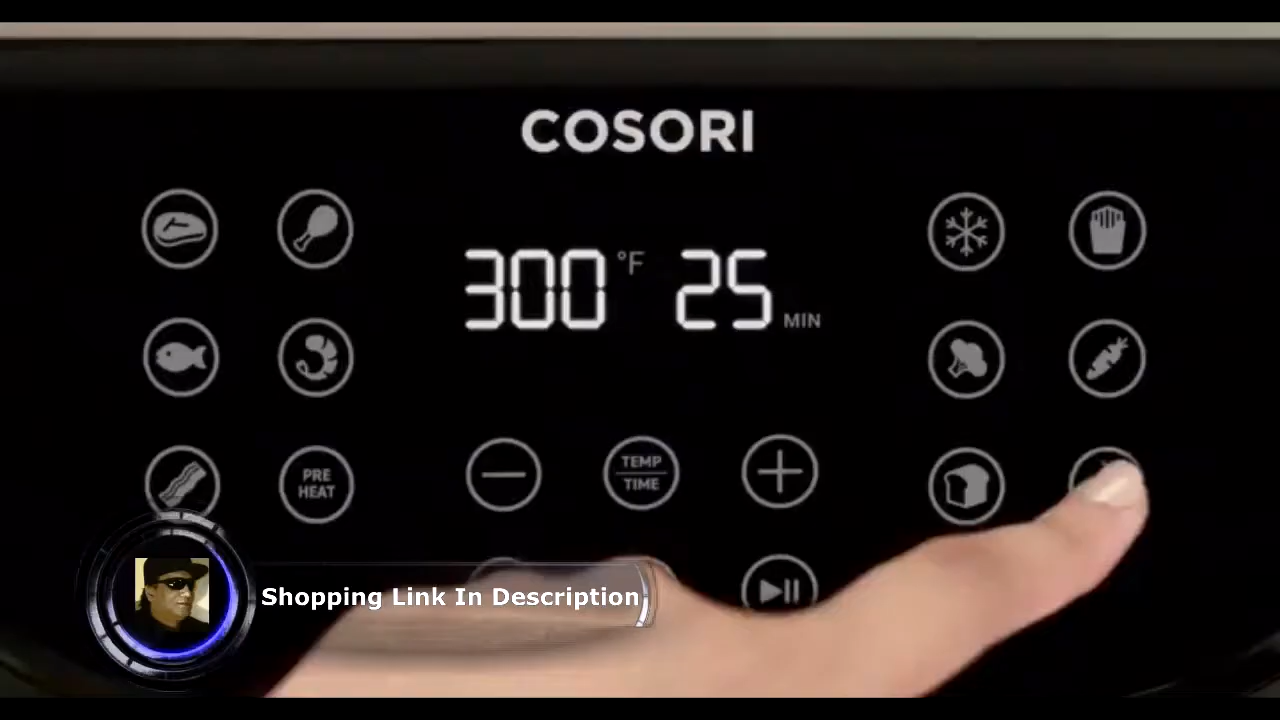 COSORI
300 °F 25 MIN
PRE
HEAT
TEMP
TIME
Shopping Link In Description